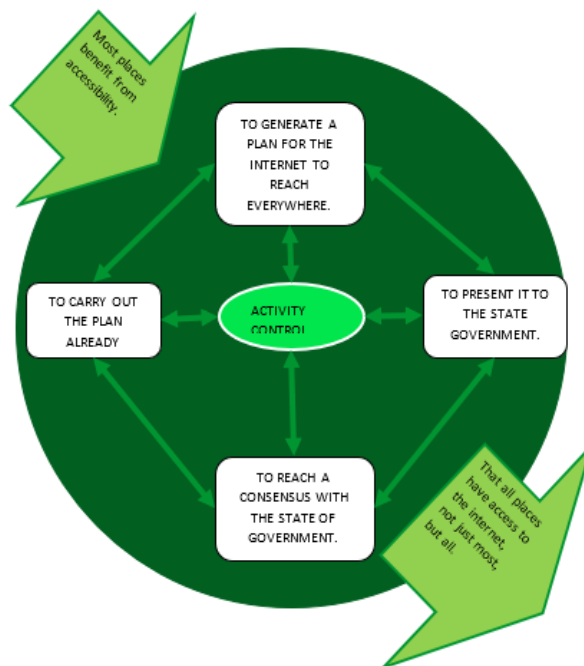 Most places
benefit from
accessibility.
TO GENERATE A
PLAN FOR THE
INTERNET TO
REACH
EVERYWHERE.
TO CARRY OUT
THE PLAN
ALREADY
ACTIVITY
CONTROL
TO PRESENT IT TO
THE STATE
GOVERNMENT.
TO REACH A
CONSENSUS WITH
THE STATE OF
GOVERNMENT.
That all places
have access to
the internet,
not just most,
but all.